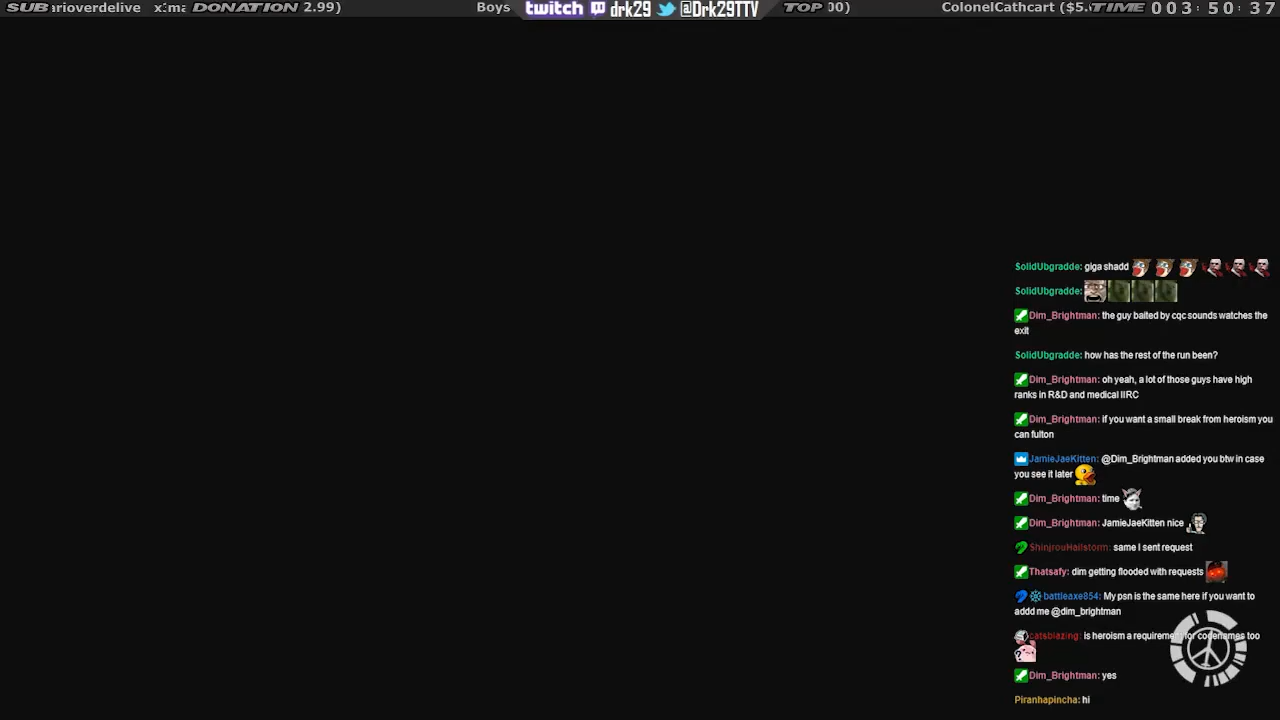 SUB arioverdelive x1ma DONATION 2.99) Boys twitch drk29 @Drk29TTV TOP 00) ColonelCathcart ($5. TIME 003:50:37
SolidUbgradde: giga shadd
SolidUbgradde:
Dim_Brightman: the guy baited by cqc sounds watches the
exit
SolidUbgradde: how has the rest of the run been?
Dim_Brightman: oh yeah, a lot of those guys have high
ranks in R&D and medical IIRC
Dim_Brightman: if you want a small break from heroism you
can fulton
JamieJaeKitten: @Dim_Brightman added you btw in case
you see it later
Dim_Brightman: time
Dim_Brightman: JamieJaeKitten nice
ShinjrouHailstorm: same I sent request
Thatsafy: dim getting flooded with requests
battleaxe854: My psn is the same here if you want to
addd me @dim_brightman
catsblazing: is heroism a requirement for codenames too
Dim_Brightman: yes
Piranhapincha: hi